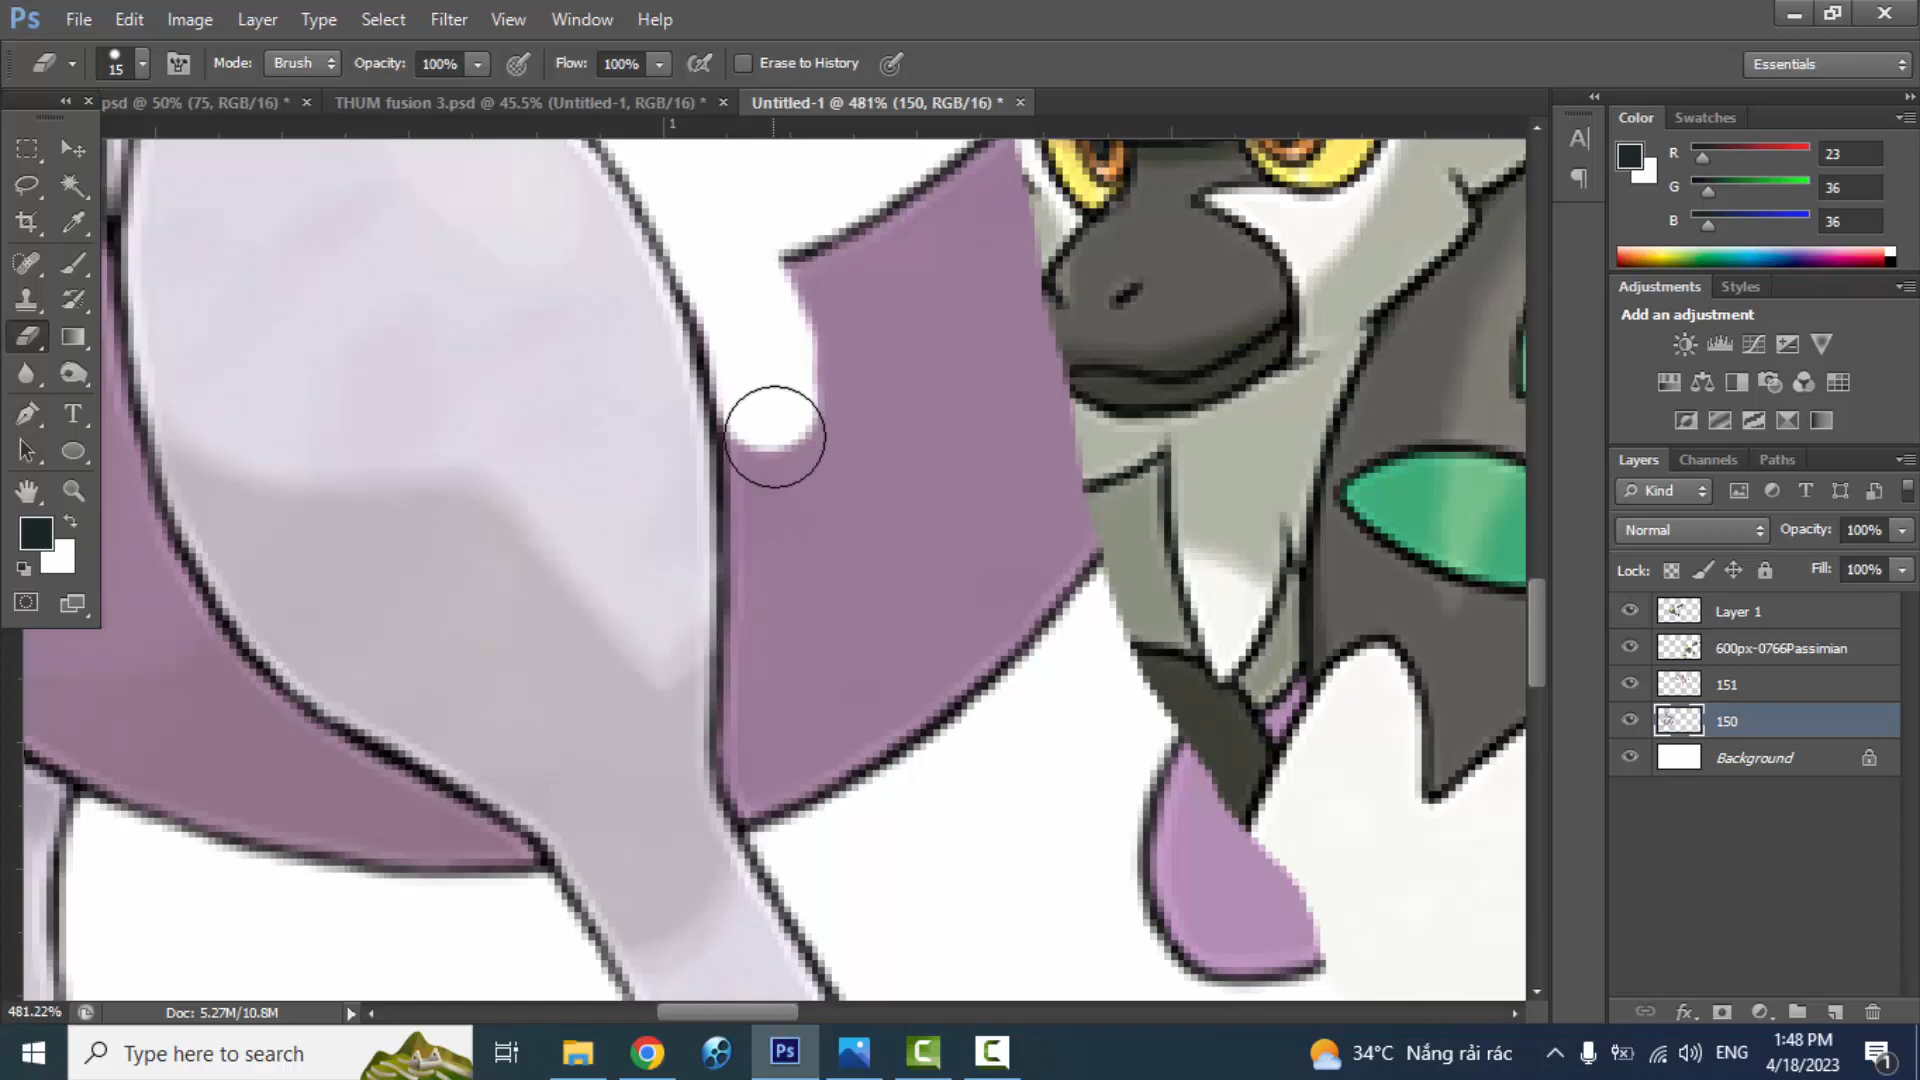 Ps File Edit Image Layer Type Select Filter View Window Help
15 Mode: Brush Opacity: 100% Flow: 100% Erase to History Essentials
psd @ 50% (75, RGB/16) * × THUM fusion 3.psd @ 45.5% (Untitled-1, RGB/16) * × Untitled-1 @ 481% (150, RGB/16) * ×
1
Color Swatches
R 23
G 36
B 36
Adjustments Styles
Add an adjustment
Layers Channels Paths
Kind
Normal Opacity: 100%
Lock: Fill: 100%
Layer 1
600px-0766Passimian
151
150
Background
481.22% Doc: 5.27M/10.8M
Type here to search
34°C Nắng rải rác ENG
1:48 PM
4/18/2023
1